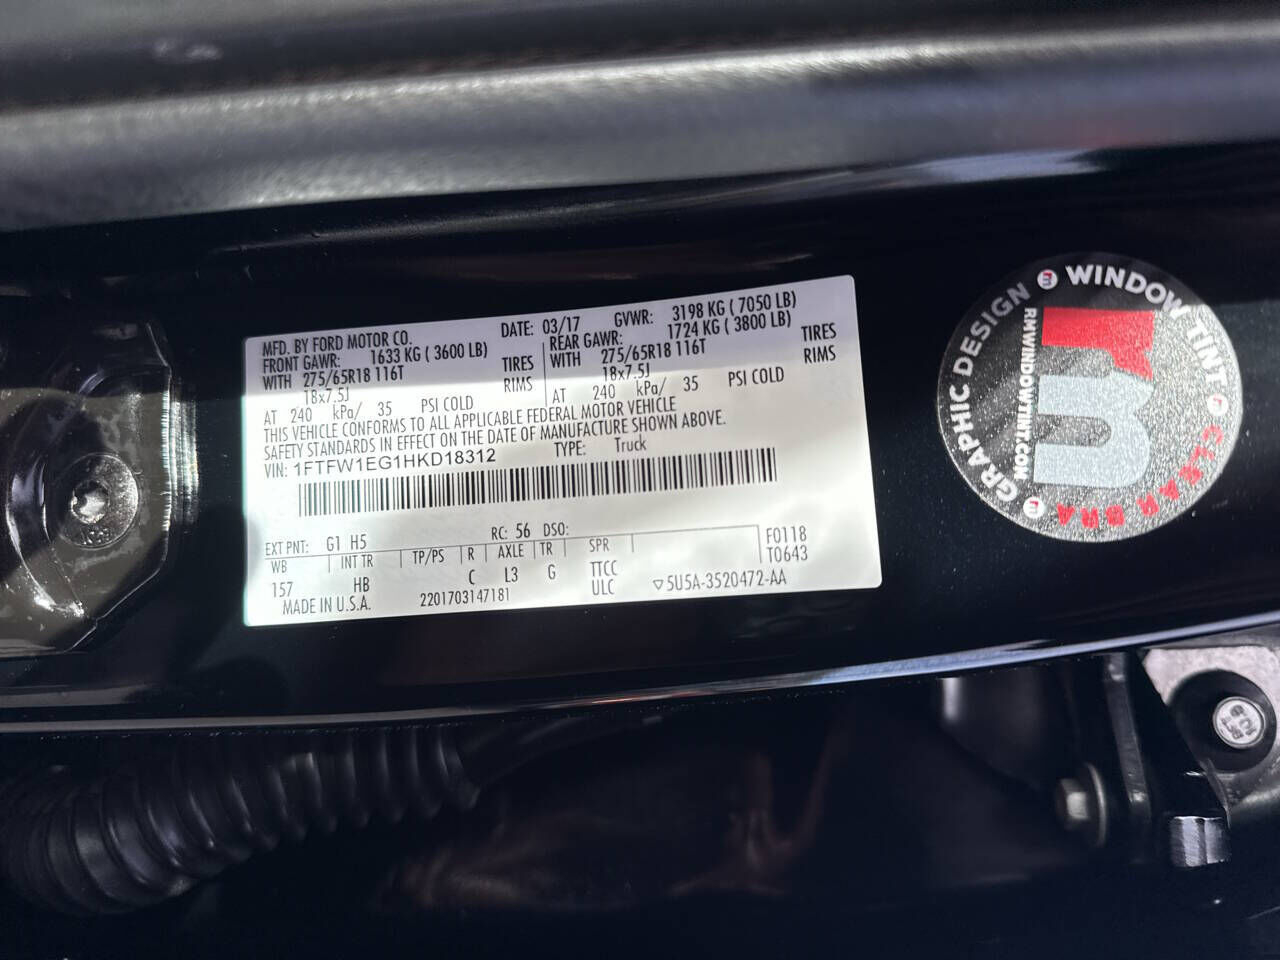 MFD. BY FORD MOTOR CO. DATE: 03/17 GVWR: 3198 KG ( 7050 LB)
FRONT GAWR: 1633 KG ( 3600 LB) REAR GAWR: 1724 KG ( 3800 LB)
WITH 275/65R18 116T TIRES WITH 275/65R18 116T TIRES
18x7.5J RIMS 18x7.5J RIMS
AT 240 kPa/ 35 PSI COLD AT 240 kPa/ 35 PSI COLD
THIS VEHICLE CONFORMS TO ALL APPLICABLE FEDERAL MOTOR VEHICLE
SAFETY STANDARDS IN EFFECT ON THE DATE OF MANUFACTURE SHOWN ABOVE.
VIN: 1FTFW1EG1HKD18312 TYPE: Truck
EXT PNT: G1 H5 RC: 56 DSO: F0118
WB INT TR TP/PS R AXLE TR SPR T0643
157 HB C L3 G TTCC
ULC ▽5U5A-3520472-AA
MADE IN U.S.A. 2201703147181
GRAPHIC DESIGN m WINDOW TINT CLEAR BRA m
rm
RMWINDOWTINT.COM